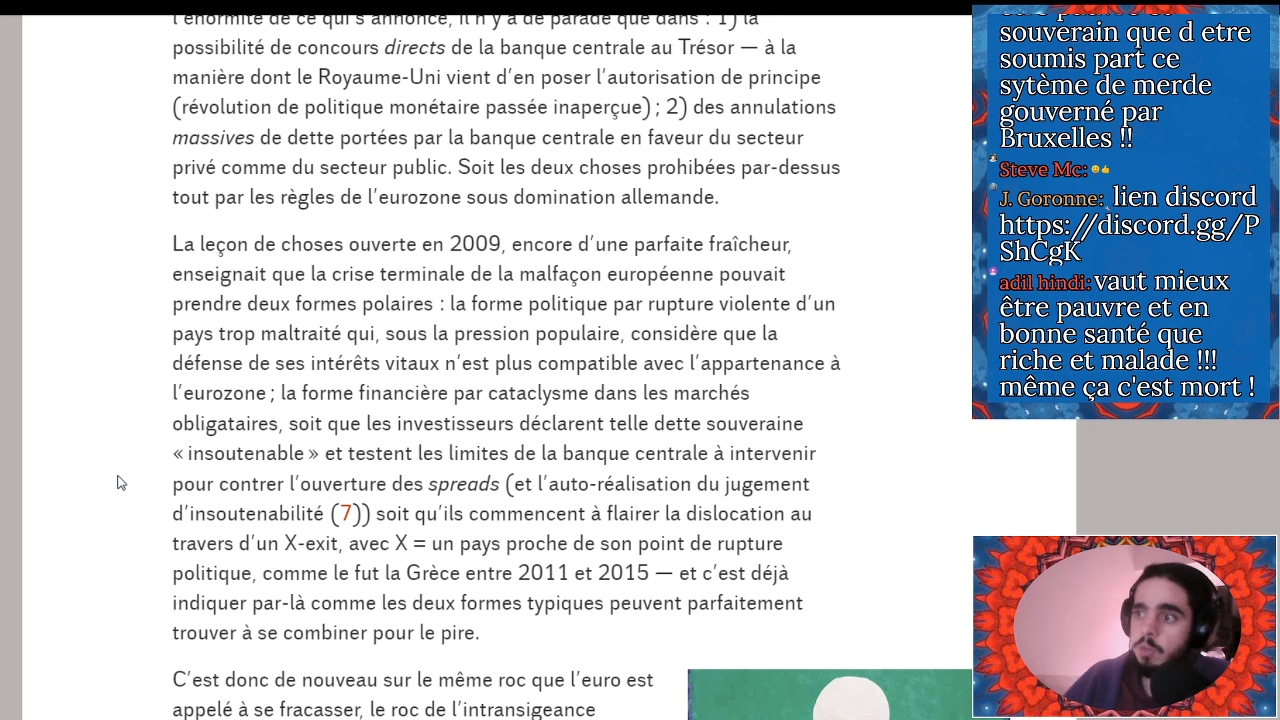 l'énormité de ce qui s'annonce, il n'y a de parade que dans : 1) la
possibilité de concours directs de la banque centrale au Trésor — à la
manière dont le Royaume-Uni vient d'en poser l'autorisation de principe
(révolution de politique monétaire passée inaperçue) ; 2) des annulations
massives de dette portées par la banque centrale en faveur du secteur
privé comme du secteur public. Soit les deux choses prohibées par-dessus
tout par les règles de l'eurozone sous domination allemande.
La leçon de choses ouverte en 2009, encore d'une parfaite fraîcheur,
enseignait que la crise terminale de la malfaçon européenne pouvait
prendre deux formes polaires : la forme politique par rupture violente d'un
pays trop maltraité qui, sous la pression populaire, considère que la
défense de ses intérêts vitaux n'est plus compatible avec l'appartenance à
l'eurozone ; la forme financière par cataclysme dans les marchés
obligataires, soit que les investisseurs déclarent telle dette souveraine
« insoutenable » et testent les limites de la banque centrale à intervenir
pour contrer l'ouverture des spreads (et l'auto-réalisation du jugement
d'insoutenabilité (7)) soit qu'ils commencent à flairer la dislocation au
travers d'un X-exit, avec X = un pays proche de son point de rupture
politique, comme le fut la Grèce entre 2011 et 2015 — et c'est déjà
indiquer par-là comme les deux formes typiques peuvent parfaitement
trouver à se combiner pour le pire.
C'est donc de nouveau sur le même roc que l'euro est
appelé à se fracasser, le roc de l'intransigeance
souverain que d etre
soumis part ce
sytème de merde
gouverné par
Bruxelles !!
Steve Mc:
J. Goronne: lien discord
https://discord.gg/P
ShCgK
adil hindi: vaut mieux
être pauvre et en
bonne santé que
riche et malade !!!
même ça c'est mort !